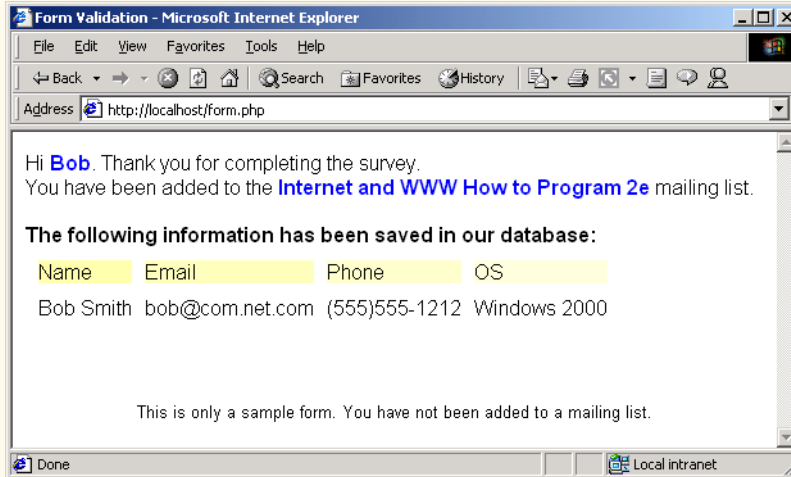 Form Validation - Microsoft Internet Explorer
File Edit View Favorites Tools Help
Back Search Favorites History
Address http://localhost/form.php
Hi Bob. Thank you for completing the survey.
You have been added to the Internet and WWW How to Program 2e mailing list.
The following information has been saved in our database:
Name Email Phone OS
Bob Smith bob@com.net.com (555)555-1212 Windows 2000
This is only a sample form. You have not been added to a mailing list.
Done Local intranet